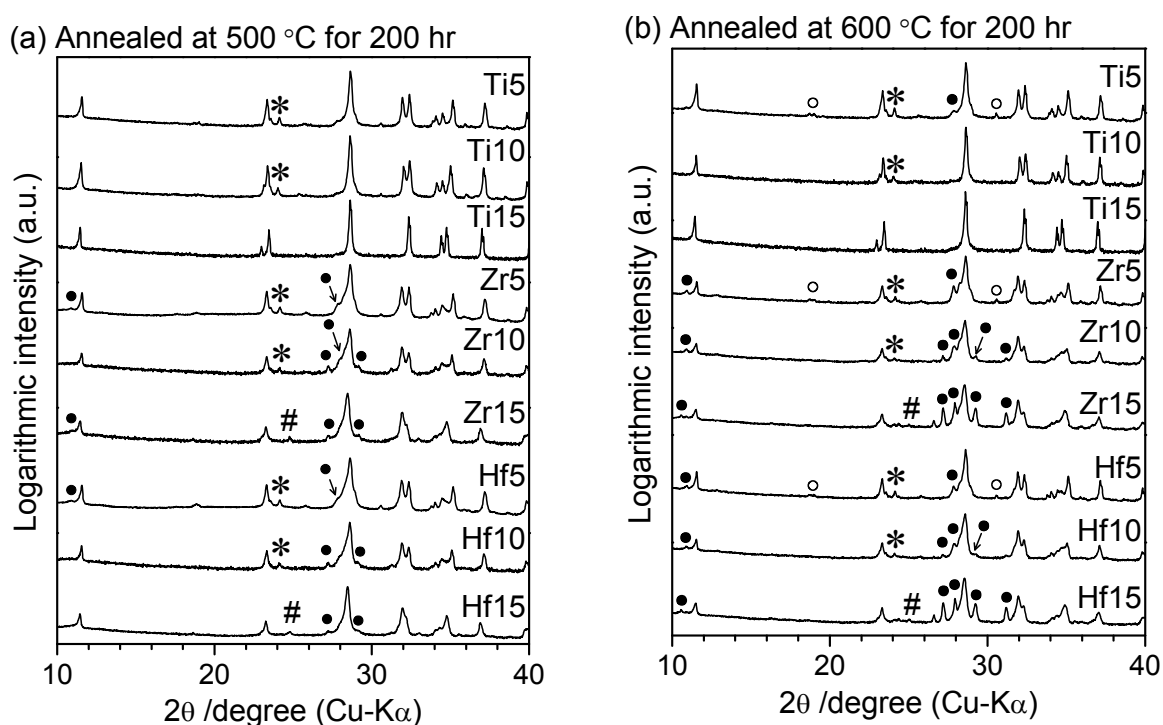 (a) Annealed at 500 °C for 200 hr
Logarithmic intensity (a.u.)
Ti5
*
Ti10
*
Ti15
Zr5
*
Zr10
*
Zr15
#
Hf5
*
Hf10
*
Hf15
#
10 20 30 40
2θ /degree (Cu-Kα)
(b) Annealed at 600 °C for 200 hr
Logarithmic intensity (a.u.)
Ti5
*
Ti10
*
Ti15
Zr5
*
Zr10
*
Zr15
#
Hf5
*
Hf10
*
Hf15
#
10 20 30 40
2θ /degree (Cu-Kα)